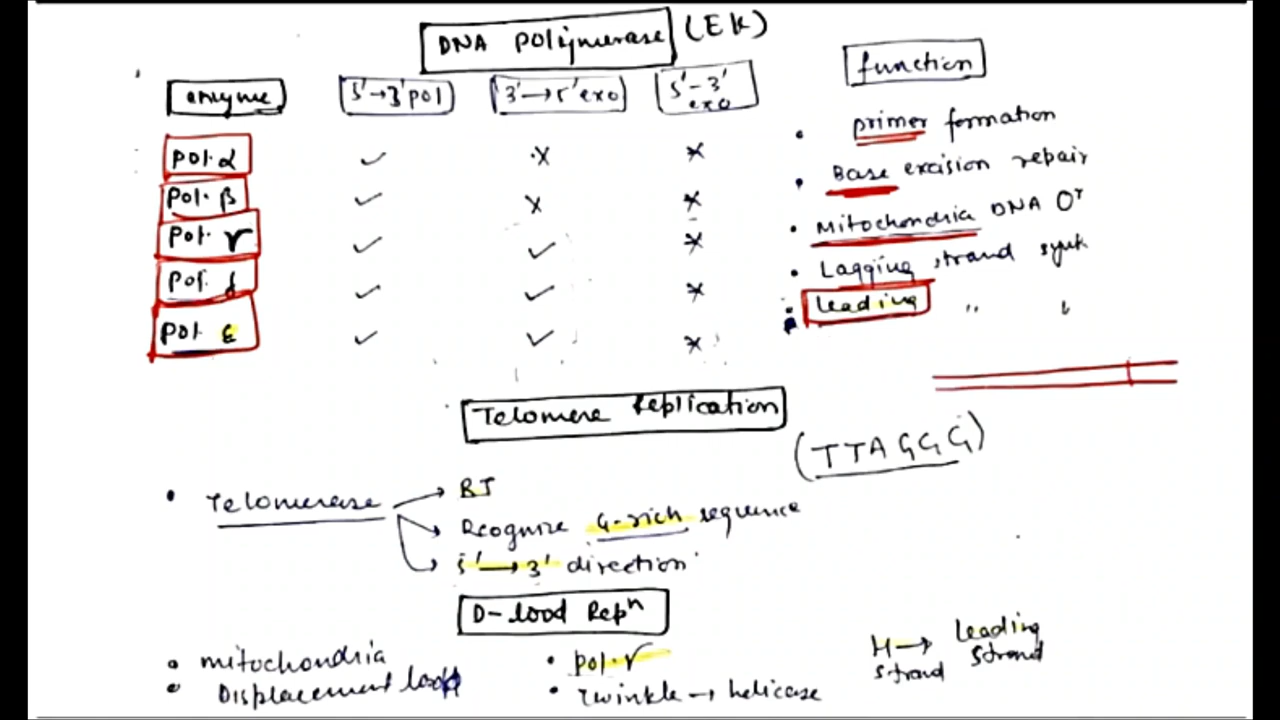 DNA Polymerase (EK)
enzyme 5'→3' pol 3'→5' exo 5'-3' exo function
Pol. α ✓ x x • primer formation
Pol. β ✓ x x • Base excision repair
Pol. γ ✓ ✓ x • Mitochondria DNA
Pol. δ ✓ ✓ x • Lagging strand synth
Pol. ε ✓ ✓ x • leading ,,
Telomere Replication
(TTAGGG)
• Telomerase → RT
→ Recognize G-rich sequence
→ 5'→3' direction
D-lood Repⁿ
• mitochondria • pol. γ H strand → leading strand
• Displacement loop • Twinkle → helicase